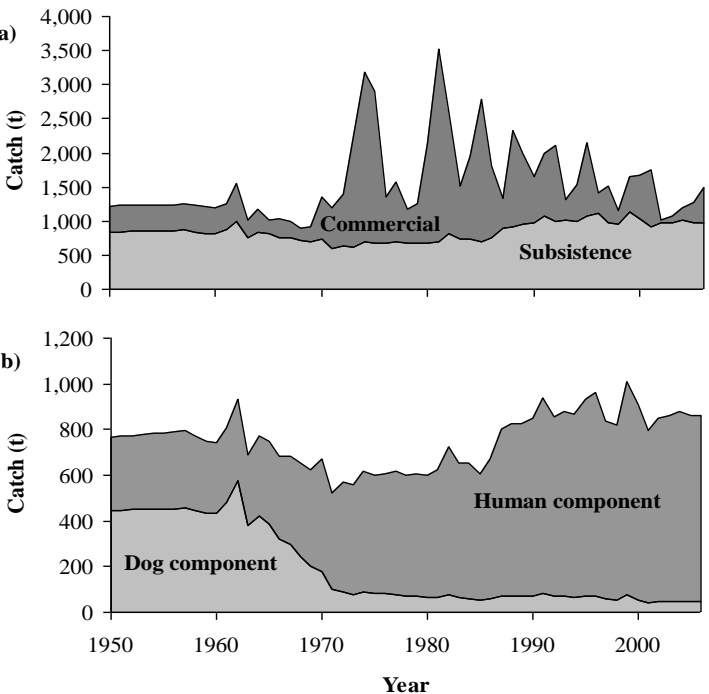 a)
4,000
3,500
3,000
2,500
2,000
1,500
1,000
500
0
Catch (t)
Commercial
Subsistence
b)
1,200
1,000
800
600
400
200
0
Catch (t)
Human component
Dog component
1950 1960 1970 1980 1990 2000
Year